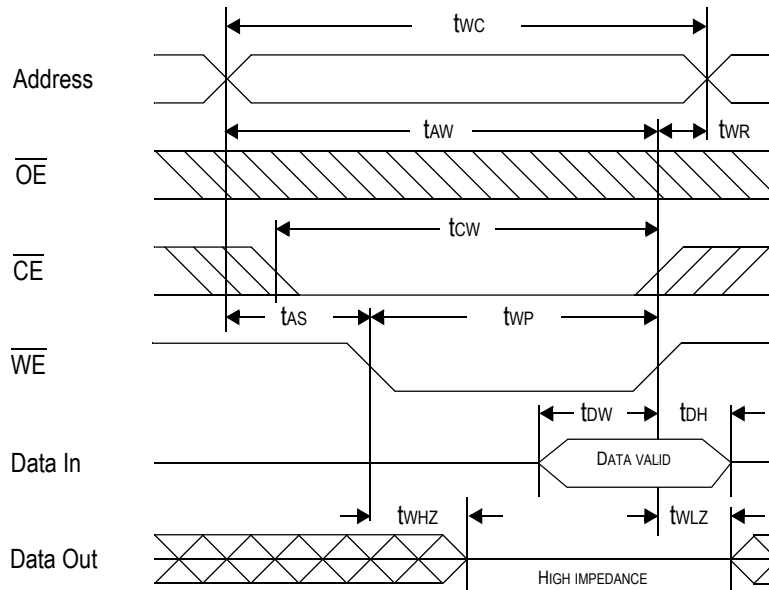 tWC
Address
tAW tWR
OE
tCW
CE
tAS tWP
WE
tDW tDH
Data In DATA VALID
tWHZ tWLZ
Data Out
HIGH IMPEDANCE